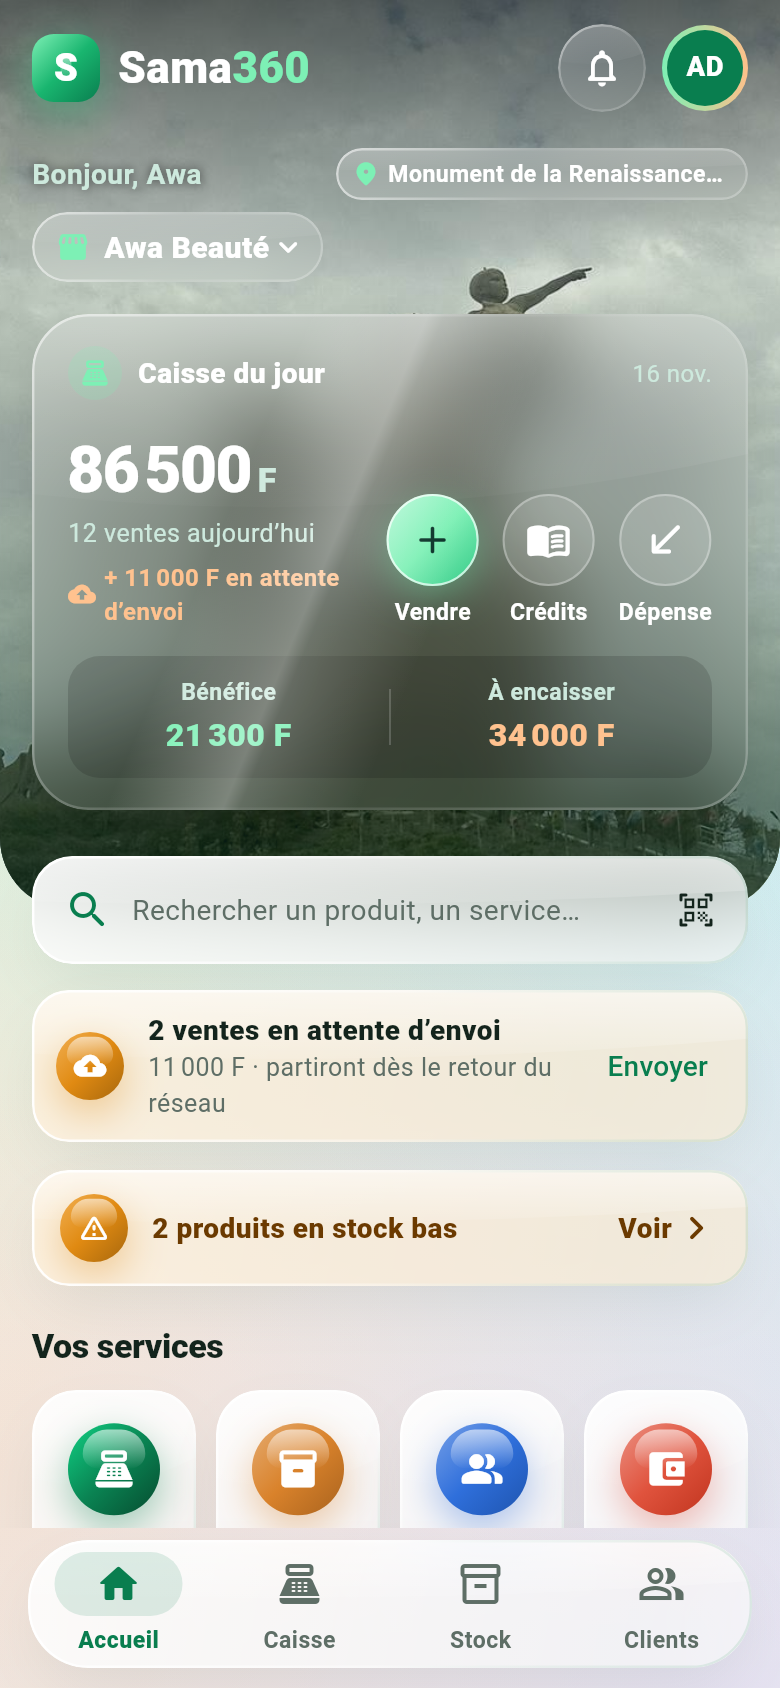 S Sama360 AD
Bonjour, Awa
Monument de la Renaissance...
Awa Beauté
Caisse du jour
16 nov.
86 500 F
12 ventes aujourd’hui
+ 11 000 F en attente
d’envoi
Vendre
Crédits
Dépense
Bénéfice
21 300 F
À encaisser
34 000 F
Rechercher un produit, un service...
2 ventes en attente d’envoi
11 000 F · partiront dès le retour du
réseau
Envoyer
2 produits en stock bas
Voir
Vos services
Accueil
Caisse
Stock
Clients